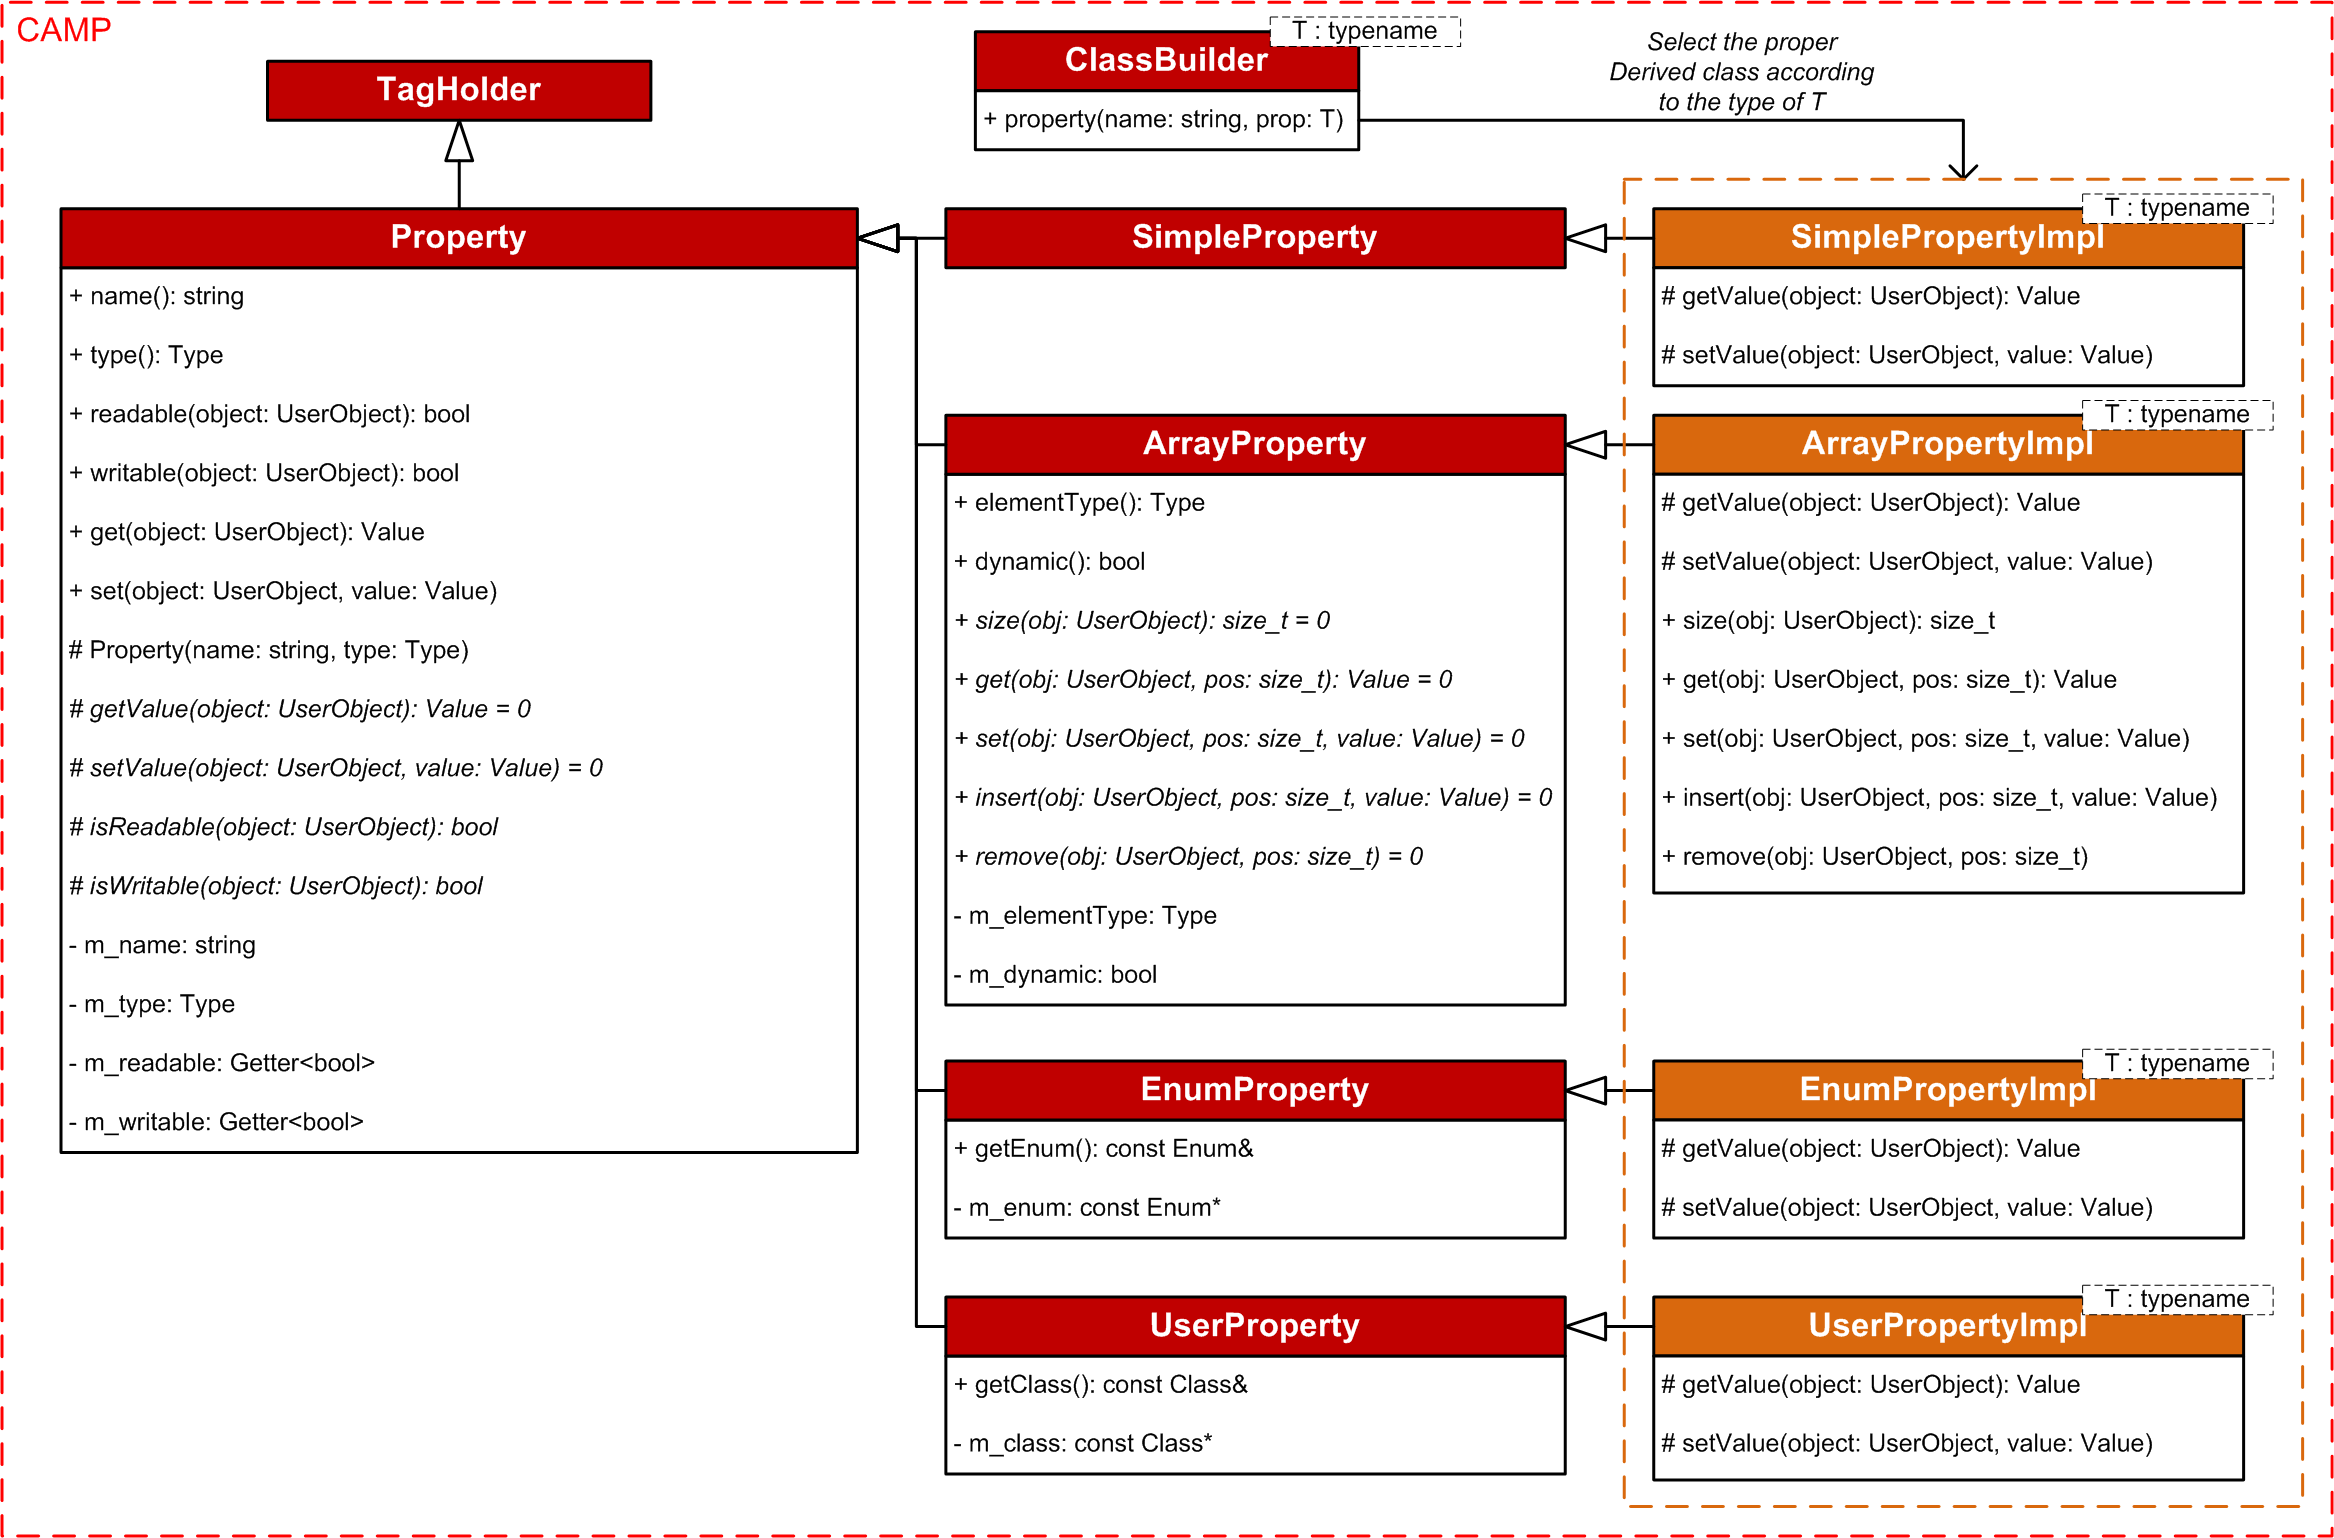 CAMP
TagHolder
T : typename
ClassBuilder
+ property(name: string, prop: T)
Select the proper
Derived class according
to the type of T
Property
+ name(): string
+ type(): Type
+ readable(object: UserObject): bool
+ writable(object: UserObject): bool
+ get(object: UserObject): Value
+ set(object: UserObject, value: Value)
# Property(name: string, type: Type)
# getValue(object: UserObject): Value = 0
# setValue(object: UserObject, value: Value) = 0
# isReadable(object: UserObject): bool
# isWritable(object: UserObject): bool
- m_name: string
- m_type: Type
- m_readable: Getter<bool>
- m_writable: Getter<bool>
SimpleProperty
T : typename
SimplePropertyImpl
# getValue(object: UserObject): Value
# setValue(object: UserObject, value: Value)
ArrayProperty
+ elementType(): Type
+ dynamic(): bool
+ size(obj: UserObject): size_t = 0
+ get(obj: UserObject, pos: size_t): Value = 0
+ set(obj: UserObject, pos: size_t, value: Value) = 0
+ insert(obj: UserObject, pos: size_t, value: Value) = 0
+ remove(obj: UserObject, pos: size_t) = 0
- m_elementType: Type
- m_dynamic: bool
T : typename
ArrayPropertyImpl
# getValue(object: UserObject): Value
# setValue(object: UserObject, value: Value)
+ size(obj: UserObject): size_t
+ get(obj: UserObject, pos: size_t): Value
+ set(obj: UserObject, pos: size_t, value: Value)
+ insert(obj: UserObject, pos: size_t, value: Value)
+ remove(obj: UserObject, pos: size_t)
EnumProperty
+ getEnum(): const Enum&
- m_enum: const Enum*
T : typename
EnumPropertyImpl
# getValue(object: UserObject): Value
# setValue(object: UserObject, value: Value)
UserProperty
+ getClass(): const Class&
- m_class: const Class*
T : typename
UserPropertyImpl
# getValue(object: UserObject): Value
# setValue(object: UserObject, value: Value)